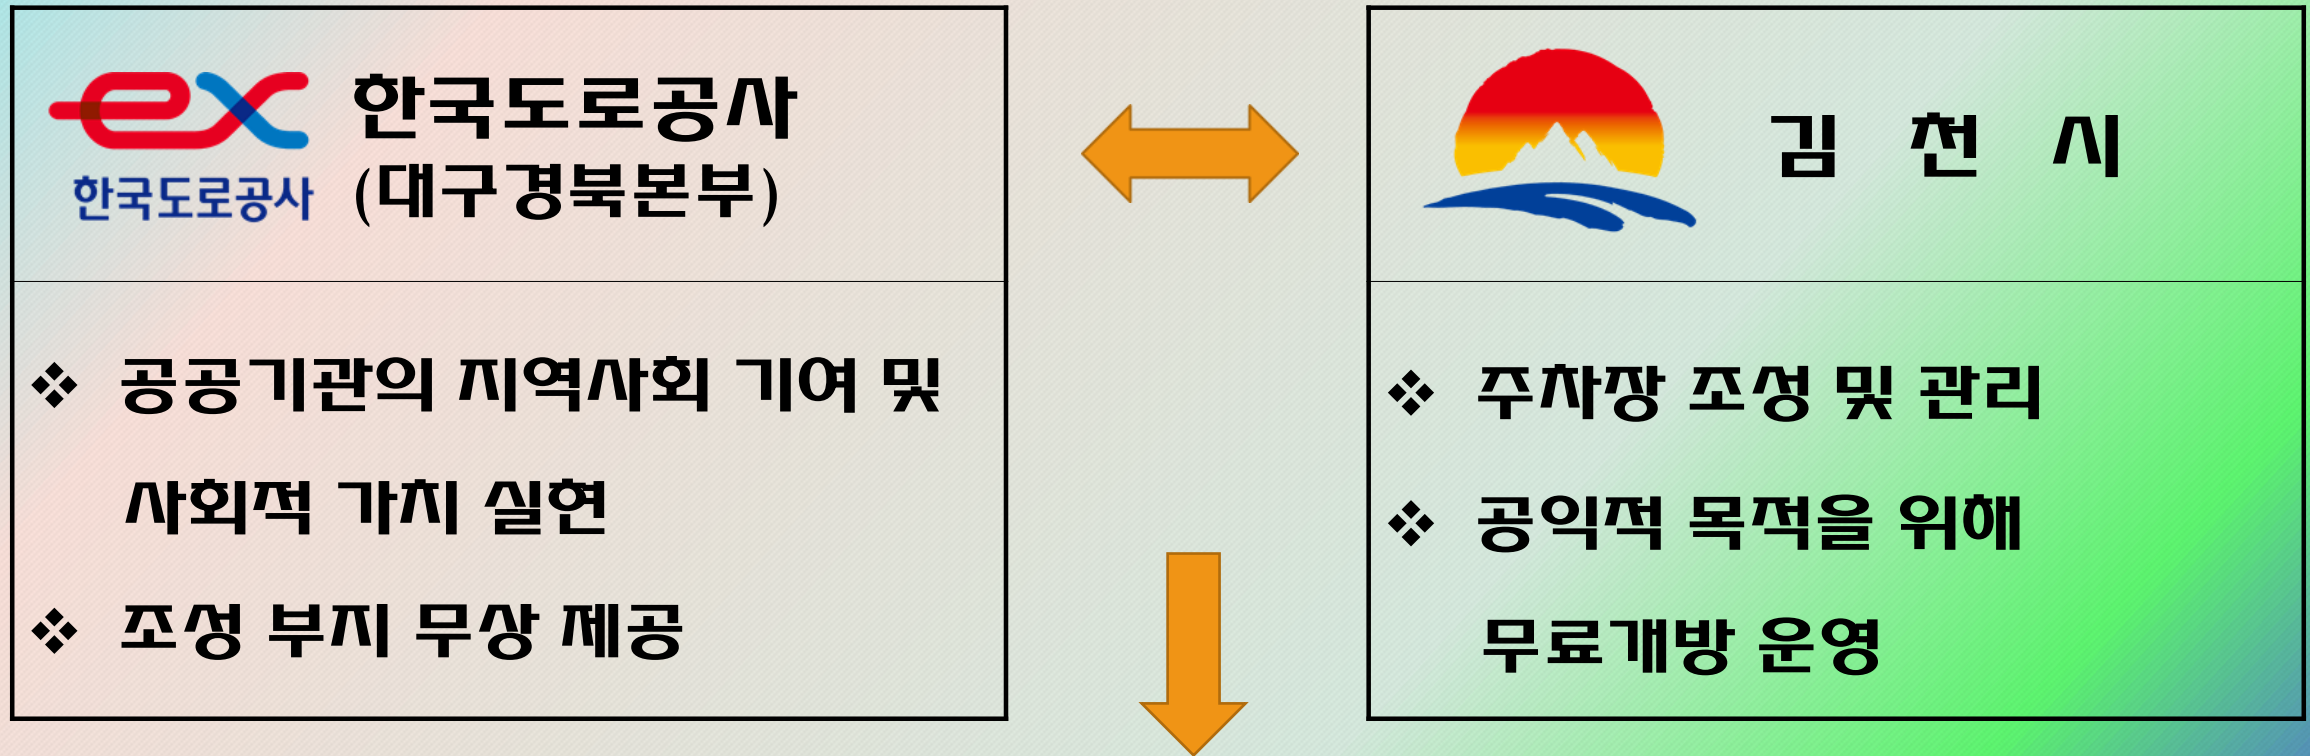 ex
한국도로공사
한국도로공사
(대구경북본부)
❖ 공공기관의 지역사회 기여 및
사회적 가치 실현
❖ 조성 부지 무상 제공
김 천 시
❖ 주차장 조성 및 관리
❖ 공익적 목적을 위해
무료개방 운영